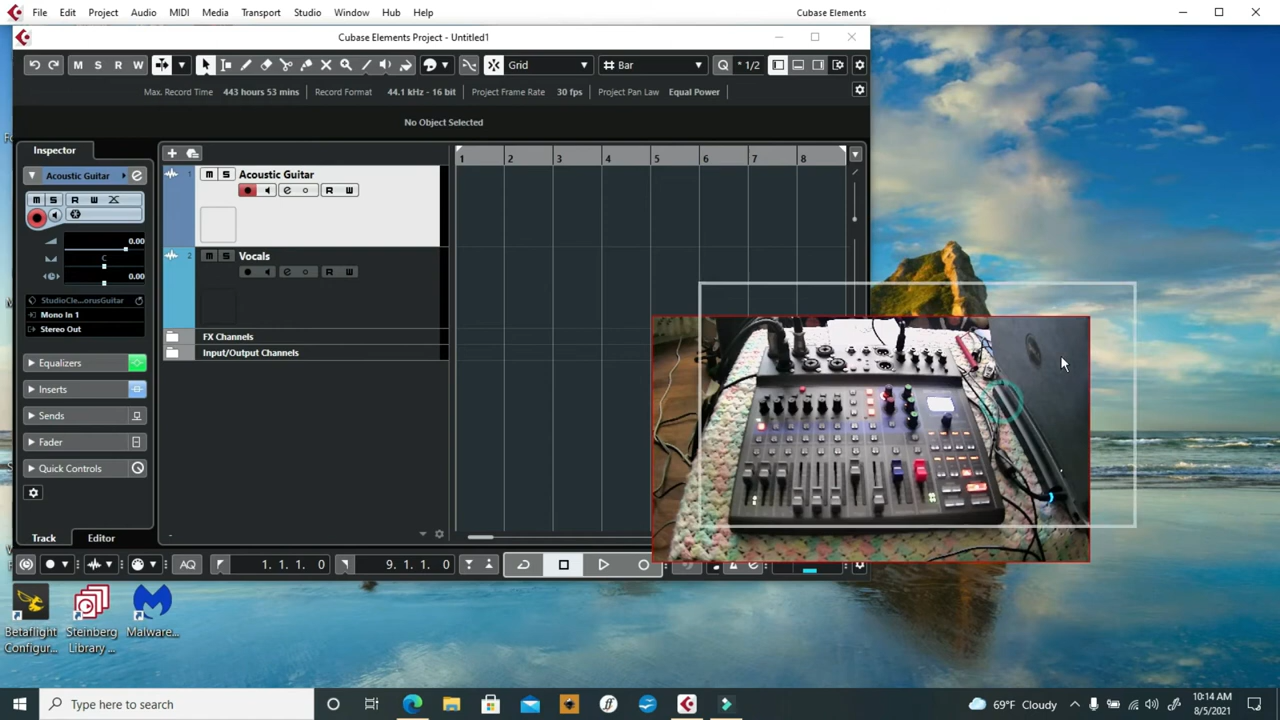 File Edit Project Audio MIDI Media Transport Studio Window Hub Help
Cubase Elements
Cubase Elements Project - Untitled1
M S R W
Grid
Bar
Q 1/2
Max. Record Time 443 hours 53 mins Record Format 44.1 kHz - 16 bit Project Frame Rate 30 fps Project Pan Law Equal Power
No Object Selected
Inspector
Acoustic Guitar
M S R W
0.00
C
0.00
StudioCle...orusGuitar
Mono In 1
Stereo Out
Equalizers
Inserts
Sends
Fader
Quick Controls
Track Editor
1 2 3 4 5 6 7 8
1 M S Acoustic Guitar
e R W
2 M S Vocals
e R W
FX Channels
Input/Output Channels
AQ 1. 1. 1. 0 9. 1. 1. 0
Betaflight
Configur...
Steinberg
Library ...
Malware...
Type here to search
69°F Cloudy
10:14 AM
8/5/2021